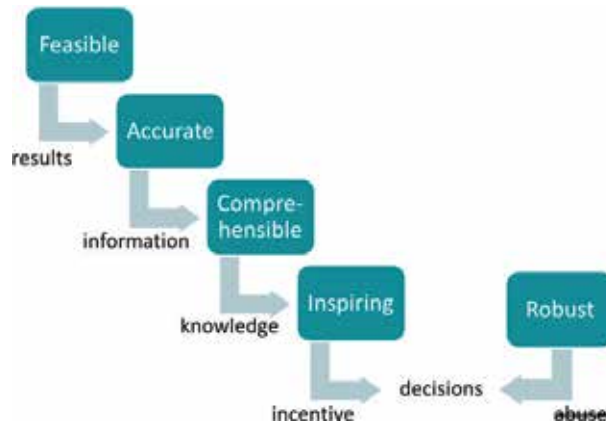 Feasible
results
Accurate
information
Compre-
hensible
knowledge
Inspiring
Robust
incentive
decisions
abuse